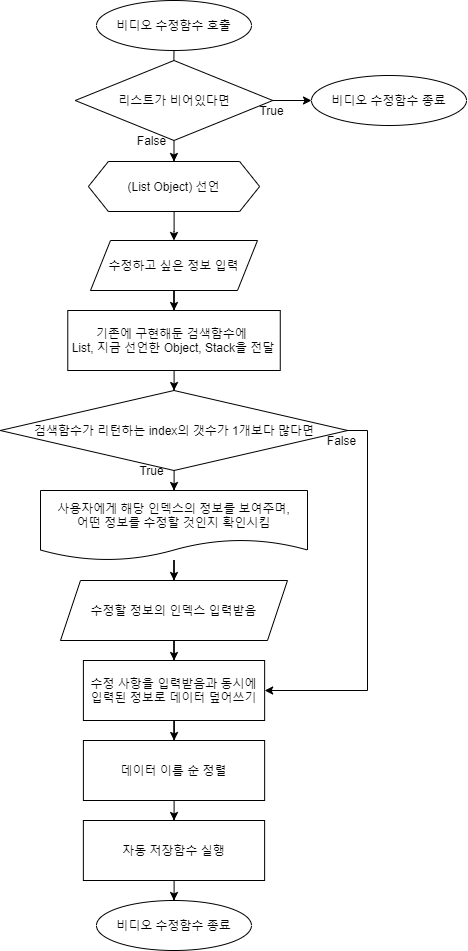 비디오 수정함수 호출
리스트가 비어있다면
True
비디오 수정함수 종료
False
(List Object) 선언
수정하고 싶은 정보 입력
기존에 구현해둔 검색함수에
List, 지금 선언한 Object, Stack을 전달
검색함수가 리턴하는 index의 갯수가 1개보다 많다면
False
True
사용자에게 해당 인덱스의 정보를 보여주며,
어떤 정보를 수정할 것인지 확인시킴
수정할 정보의 인덱스 입력받음
수정 사항을 입력받음과 동시에
입력된 정보로 데이터 덮어쓰기
데이터 이름 순 정렬
자동 저장함수 실행
비디오 수정함수 종료